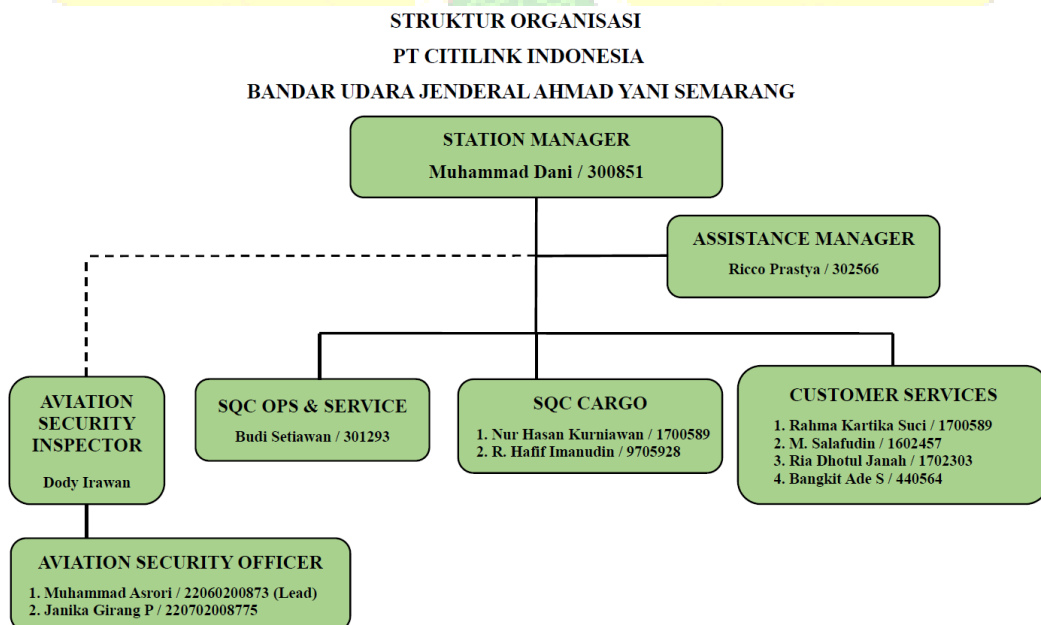 STRUKTUR ORGANISASI
PT CITILINK INDONESIA
BANDAR UDARA JENDERAL AHMAD YANI SEMARANG
STATION MANAGER
Muhammad Dani / 300851
ASSISTANCE MANAGER
Ricco Prastya / 302566
AVIATION
SECURITY
INSPECTOR
Dody Irawan
SQC OPS & SERVICE
Budi Setiawan / 301293
SQC CARGO
1. Nur Hasan Kurniawan / 1700589
2. R. Hafif Imanudin / 9705928
CUSTOMER SERVICES
1. Rahma Kartika Suci / 1700589
2. M. Salafudin / 1602457
3. Ria Dhotul Janah / 1702303
4. Bangkit Ade S / 440564
AVIATION SECURITY OFFICER
1. Muhammad Asrori / 22060200873 (Lead)
2. Janika Girang P / 220702008775